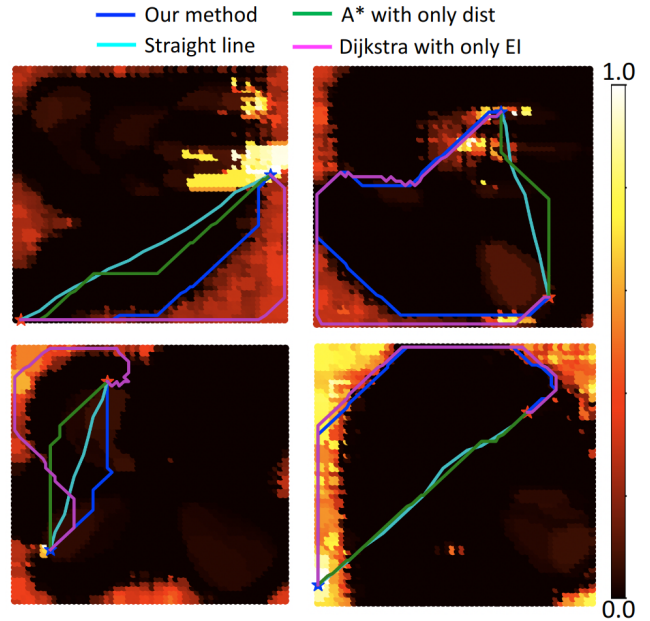 Our method
A* with only dist
Straight line
Dijkstra with only EI
1.0
0.0